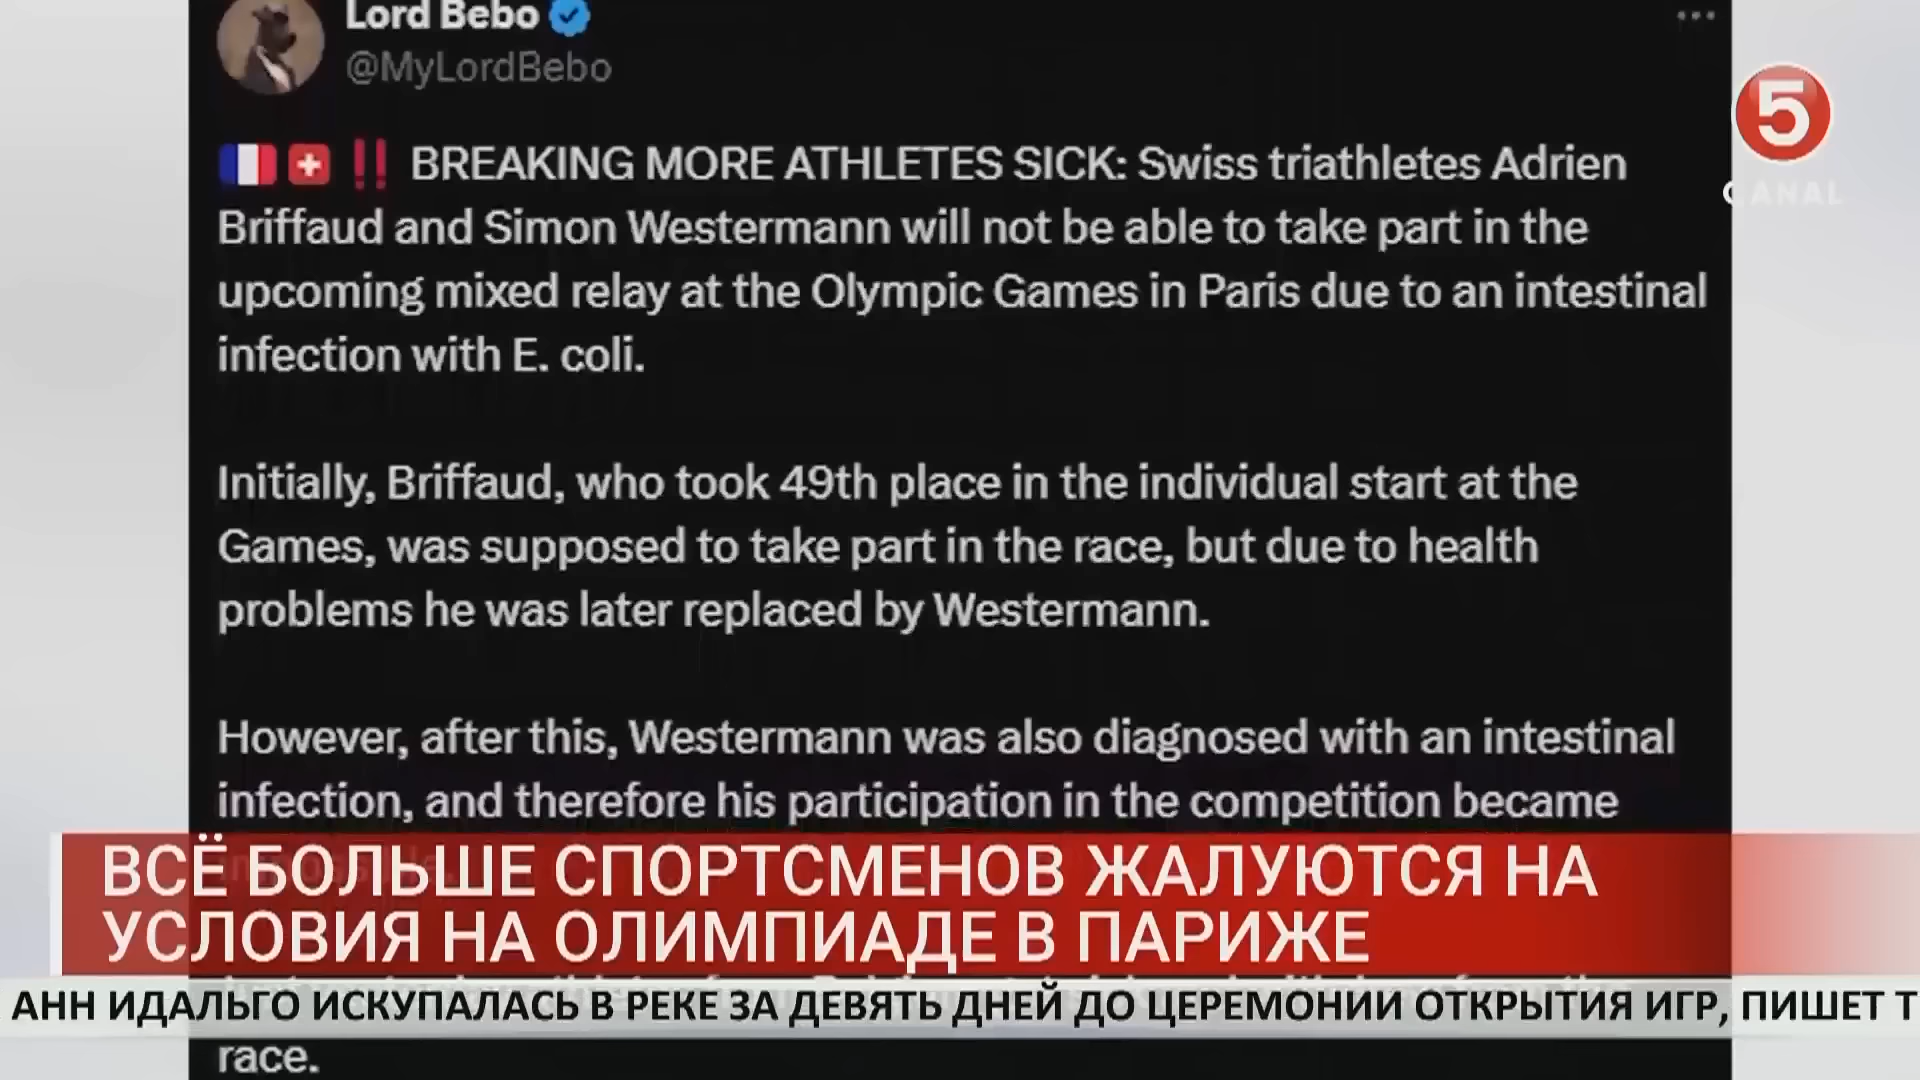 Lord Bebo
@MyLordBebo
5
CANAL
BREAKING MORE ATHLETES SICK: Swiss triathletes Adrien
Briffaud and Simon Westermann will not be able to take part in the
upcoming mixed relay at the Olympic Games in Paris due to an intestinal
infection with E. coli.
Initially, Briffaud, who took 49th place in the individual start at the
Games, was supposed to take part in the race, but due to health
problems he was later replaced by Westermann.
However, after this, Westermann was also diagnosed with an intestinal
infection, and therefore his participation in the competition became
ВСЁ БОЛЬШЕ СПОРТСМЕНОВ ЖАЛУЮТСЯ НА
УСЛОВИЯ НА ОЛИМПИАДЕ В ПАРИЖЕ
АНН ИДАЛЬГО ИСКУПАЛАСЬ В РЕКЕ ЗА ДЕВЯТЬ ДНЕЙ ДО ЦЕРЕМОНИИ ОТКРЫТИЯ ИГР, ПИШЕТ Т
race.